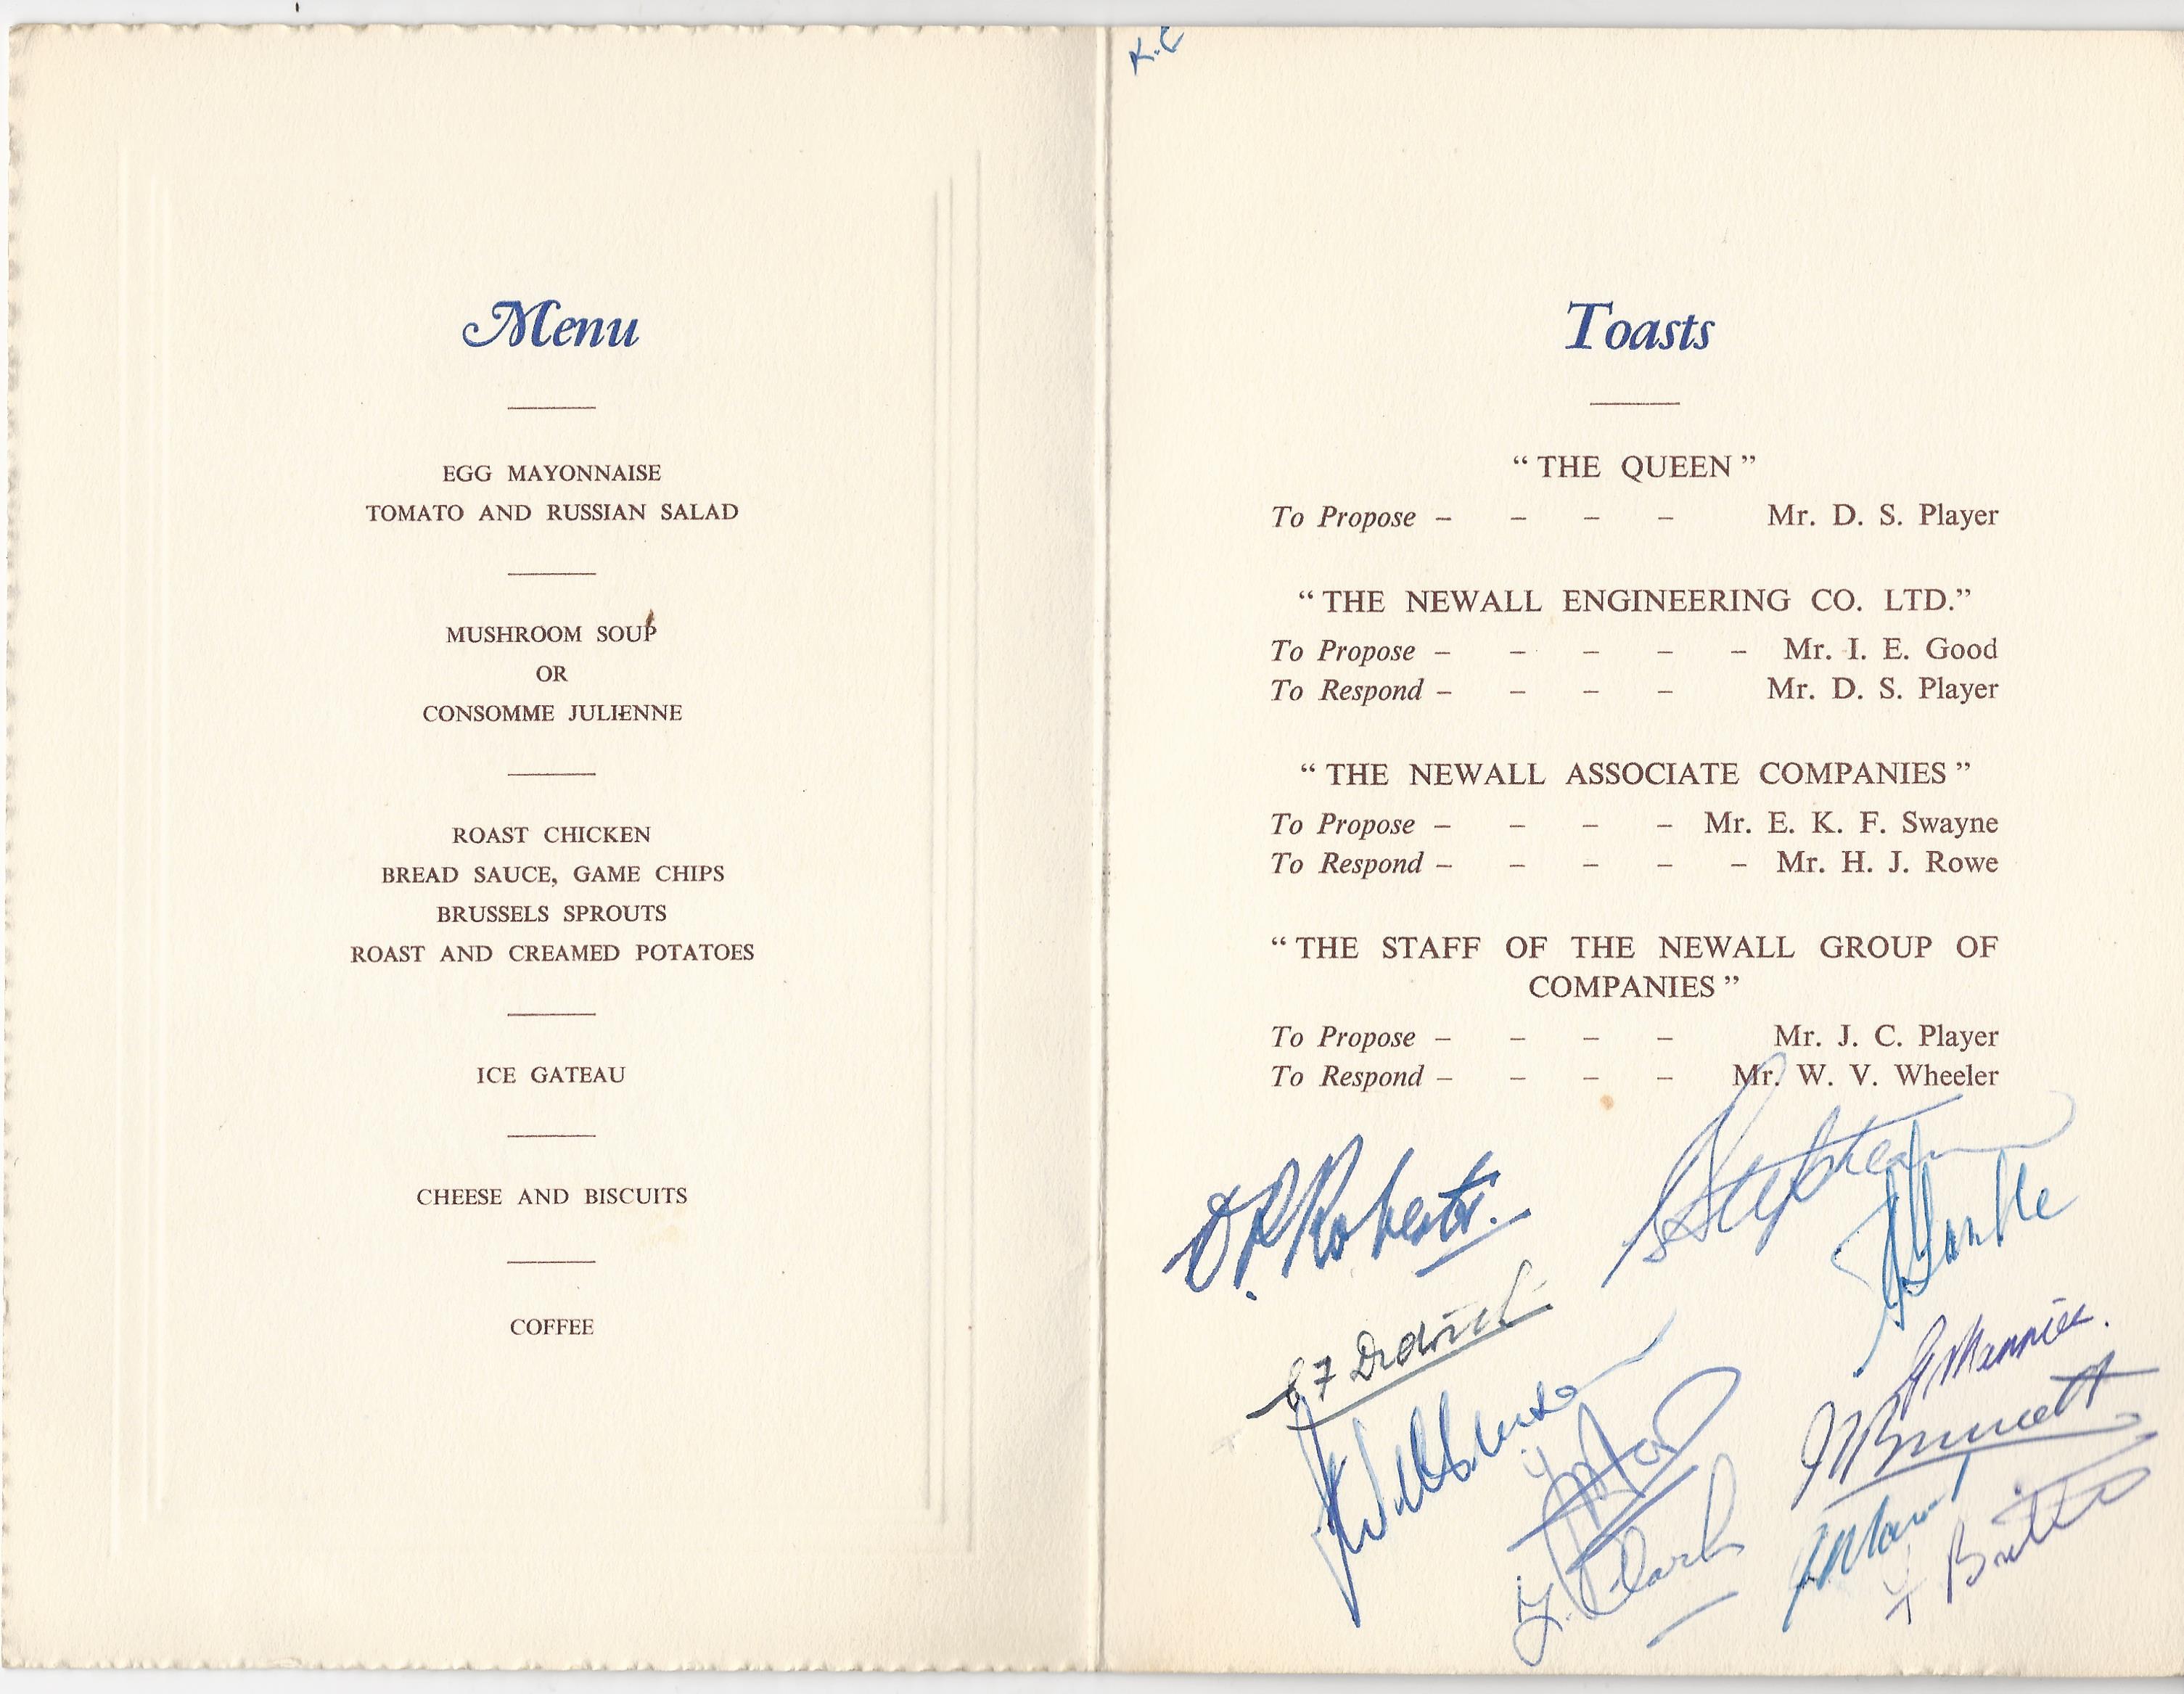 Menu
EGG MAYONNAISE
TOMATO AND RUSSIAN SALAD
MUSHROOM SOUP
OR
CONSOMME JULIENNE
ROAST CHICKEN
BREAD SAUCE, GAME CHIPS
BRUSSELS SPROUTS
ROAST AND CREAMED POTATOES
ICE GATEAU
CHEESE AND BISCUITS
COFFEE
Toasts
“ THE QUEEN ”
To Propose – – – – Mr. D. S. Player
“ THE NEWALL ENGINEERING CO. LTD.”
To Propose – – – – – Mr. I. E. Good
To Respond – – – – Mr. D. S. Player
“ THE NEWALL ASSOCIATE COMPANIES ”
To Propose – – – – Mr. E. K. F. Swayne
To Respond – – – – – Mr. H. J. Rowe
“ THE STAFF OF THE NEWALL GROUP OF
COMPANIES ”
To Propose – – – – Mr. J. C. Player
To Respond – – – – Mr. W. V. Wheeler
Roberts.